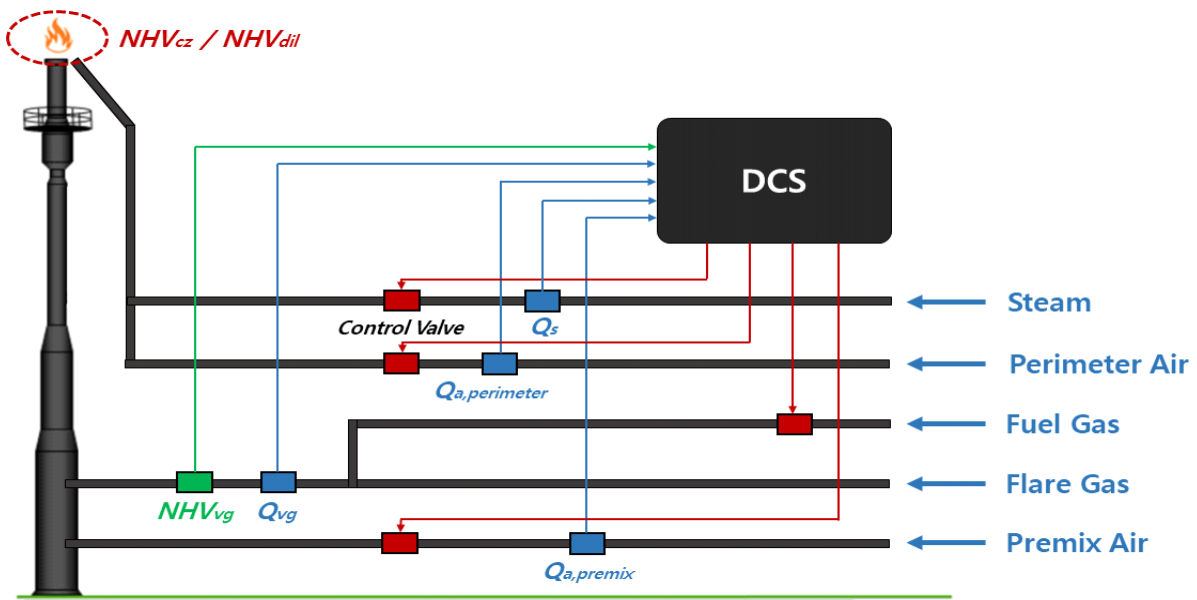 NHVcz / NHVdil
DCS
Steam
Control Valve
Qs
Perimeter Air
Qa,perimeter
Fuel Gas
Flare Gas
NHVvg
Qvg
Premix Air
Qa,premix